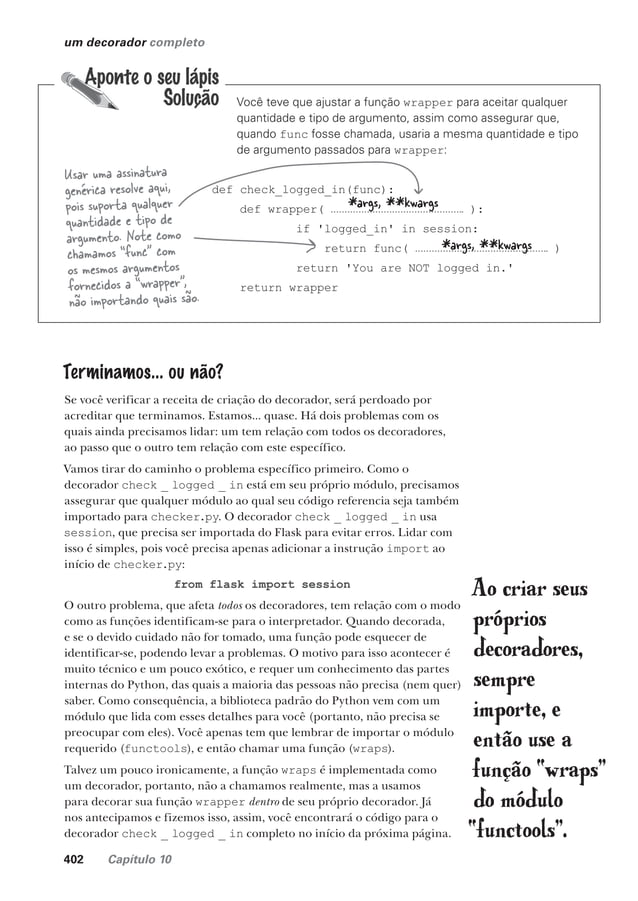 um decorador completo
Aponte o seu lápis
Solução
Você teve que ajustar a função wrapper para aceitar qualquer
quantidade e tipo de argumento, assim como assegurar que,
quando func fosse chamada, usaria a mesma quantidade e tipo
de argumento passados para wrapper:
Usar uma assinatura
genérica resolve aqui,
pois suporta qualquer
quantidade e tipo de
argumento. Note como
chamamos "func" com
os mesmos argumentos
fornecidos a "wrapper",
não importando quais são.
def check_logged_in(func):
def wrapper( *args, **kwargs ):
if 'logged_in' in session:
return func( *args, **kwargs )
return 'You are NOT logged in.'
return wrapper
Terminamos... ou não?
Se você verificar a receita de criação do decorador, será perdoado por
acreditar que terminamos. Estamos... quase. Há dois problemas com os
quais ainda precisamos lidar: um tem relação com todos os decoradores,
ao passo que o outro tem relação com este específico.
Vamos tirar do caminho o problema específico primeiro. Como o
decorador check _ logged _ in está em seu próprio módulo, precisamos
assegurar que qualquer módulo ao qual seu código referencia seja também
importado para checker.py. O decorador check _ logged _ in usa
session, que precisa ser importada do Flask para evitar erros. Lidar com
isso é simples, pois você precisa apenas adicionar a instrução import ao
início de checker.py:
from flask import session
O outro problema, que afeta todos os decoradores, tem relação com o modo
como as funções identificam-se para o interpretador. Quando decorada,
e se o devido cuidado não for tomado, uma função pode esquecer de
identificar-se, podendo levar a problemas. O motivo para isso acontecer é
muito técnico e um pouco exótico, e requer um conhecimento das partes
internas do Python, das quais a maioria das pessoas não precisa (nem quer)
saber. Como consequência, a biblioteca padrão do Python vem com um
módulo que lida com esses detalhes para você (portanto, não precisa se
preocupar com eles). Você apenas tem que lembrar de importar o módulo
requerido (functools), e então chamar uma função (wraps).
Talvez um pouco ironicamente, a função wraps é implementada como
um decorador, portanto, não a chamamos realmente, mas a usamos
para decorar sua função wrapper dentro de seu próprio decorador. Já
nos antecipamos e fizemos isso, assim, você encontrará o código para o
decorador check _ logged _ in completo no início da próxima página.
Ao criar seus
próprios
decoradores,
sempre
importe, e
então use a
função "wraps"
do módulo
"functools".
402 Capítulo 10